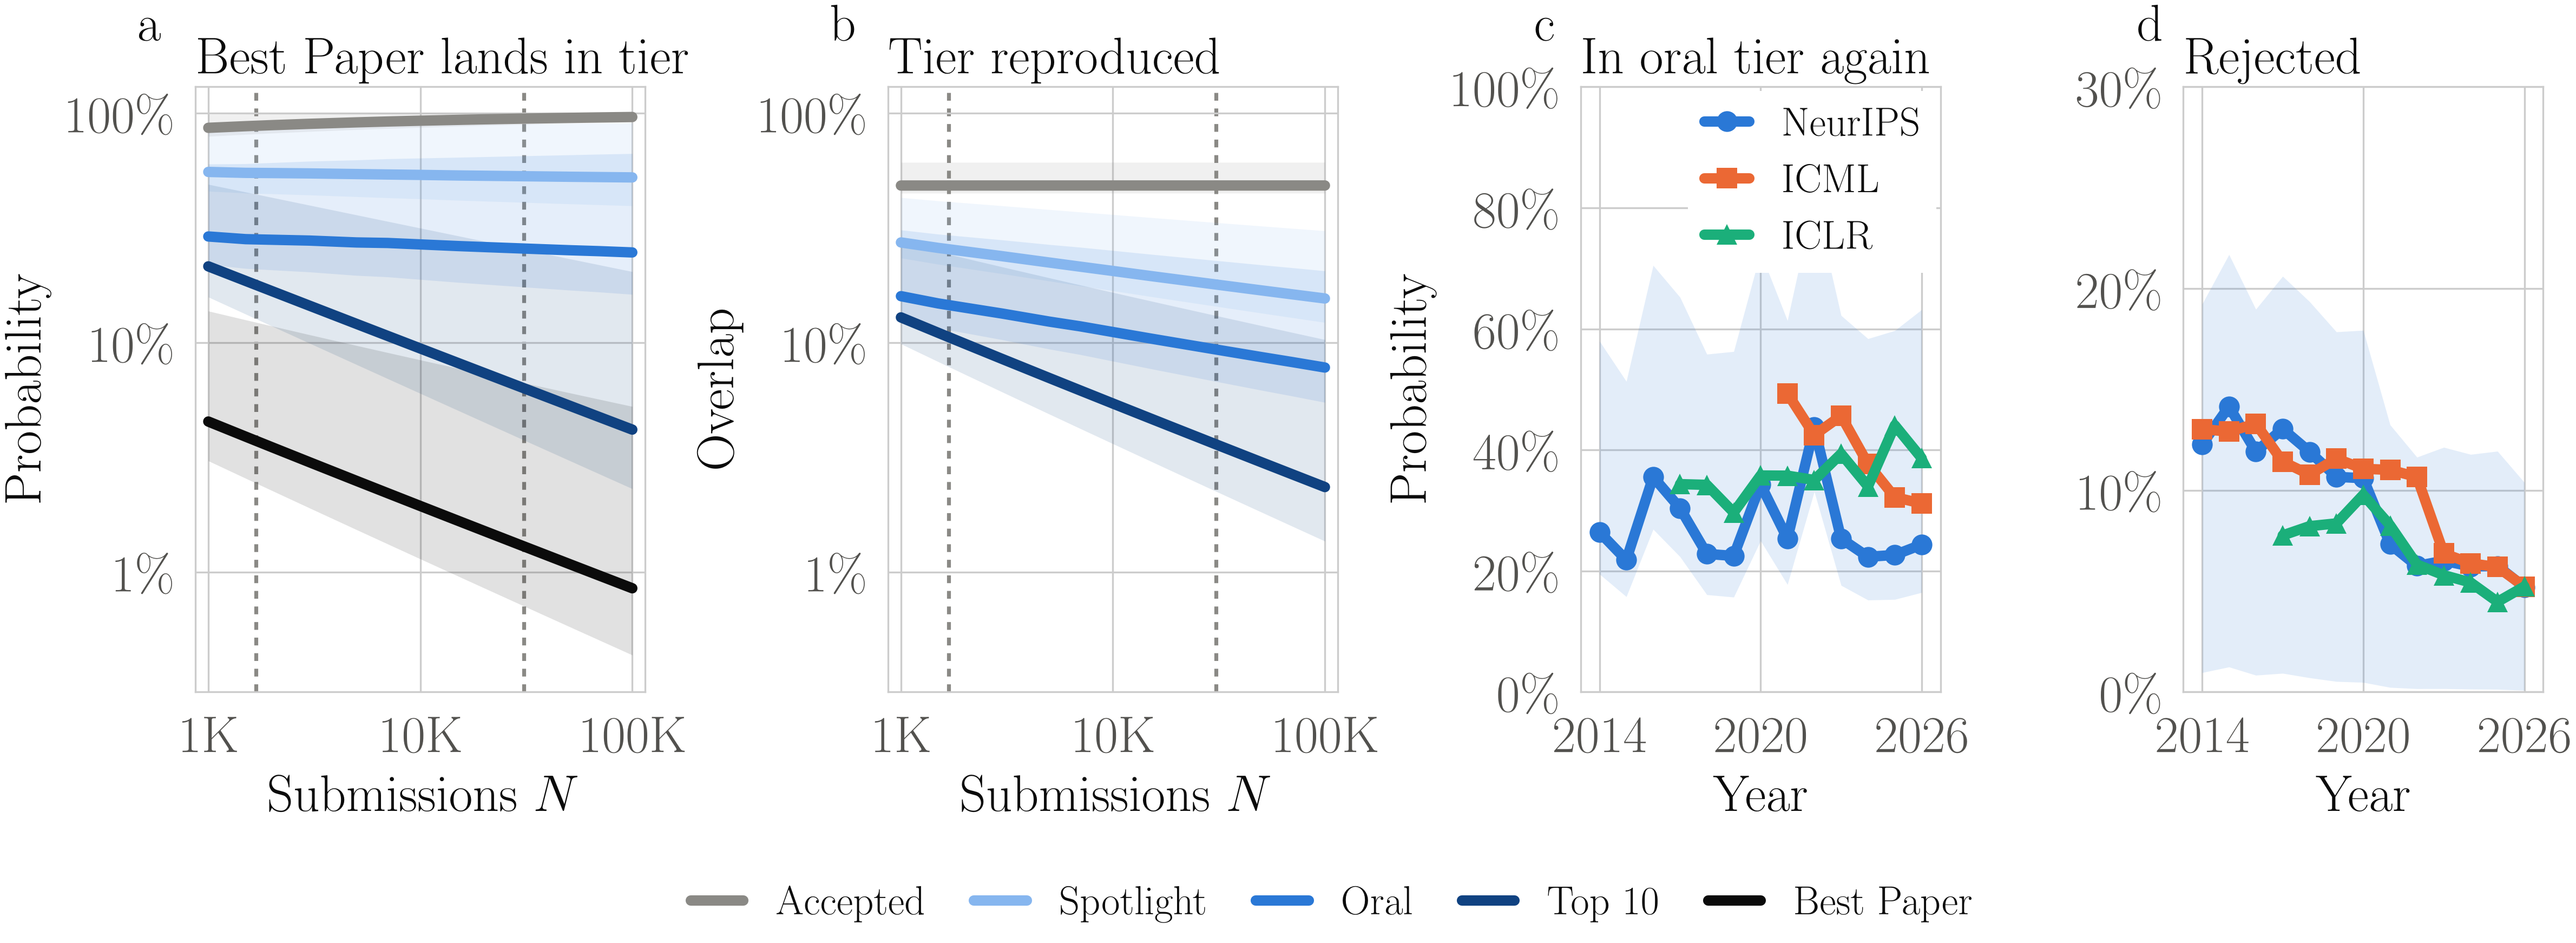 a
Best Paper lands in tier
Probability
100%
10%
1%
1K
10K
100K
Submissions N
b
Tier reproduced
Overlap
100%
10%
1%
1K
10K
100K
Submissions N
c
In oral tier again
Probability
100%
80%
60%
40%
20%
0%
NeurIPS
ICML
ICLR
2014
2020
2026
Year
d
Rejected
30%
20%
10%
0%
2014
2020
2026
Year
Accepted
Spotlight
Oral
Top 10
Best Paper